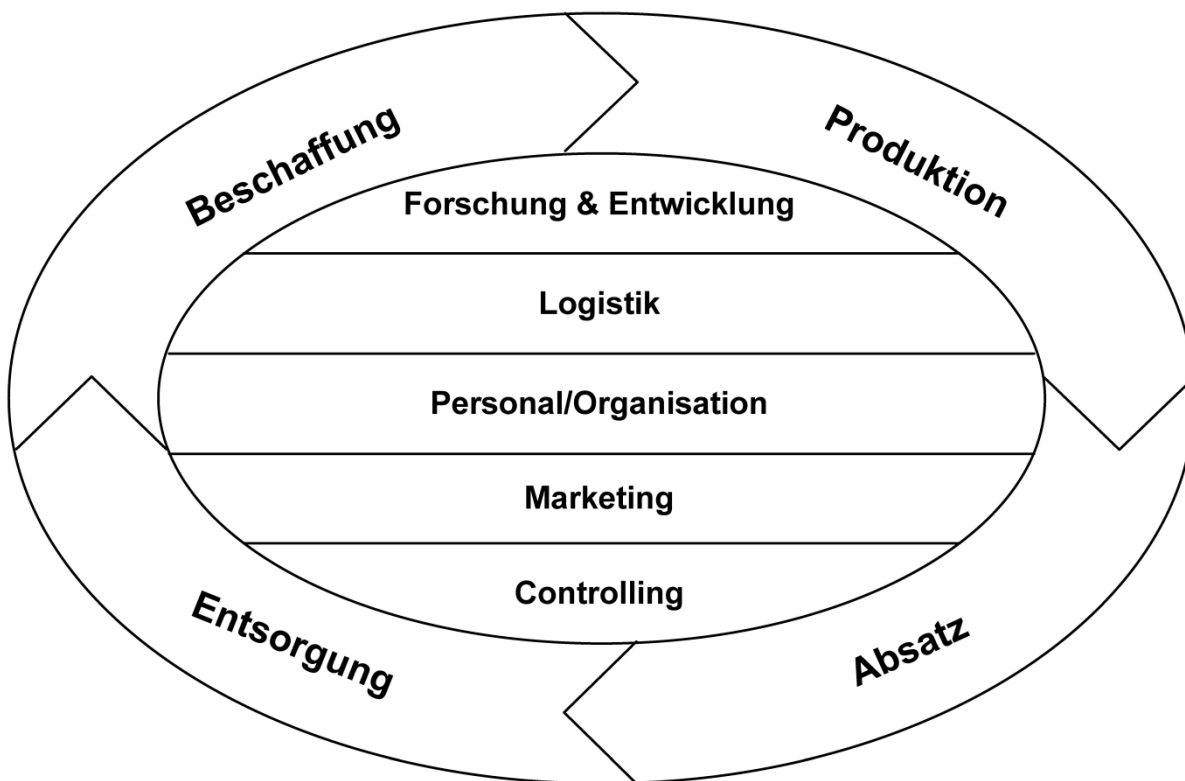 Beschaffung
Produktion
Forschung & Entwicklung
Logistik
Personal/Organisation
Marketing
Controlling
Entsorgung
Absatz